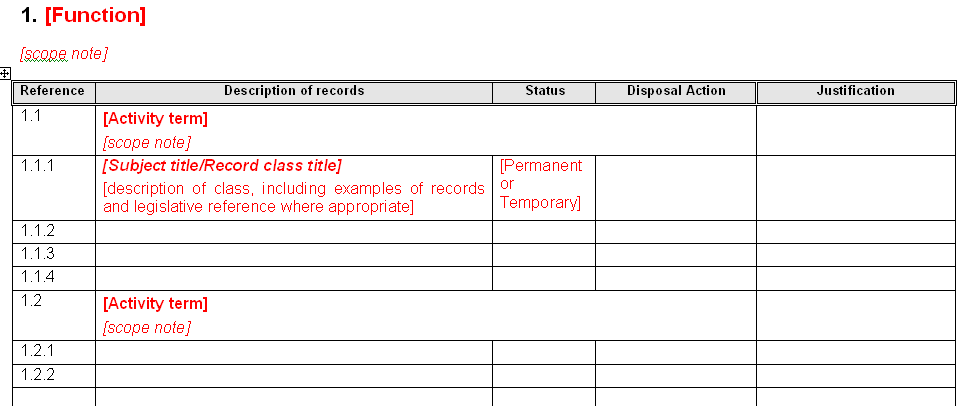 1. [Function]
[scope note]
Reference Description of records Status Disposal Action Justification
1.1 [Activity term]
[scope note]
1.1.1 [Subject title/Record class title] [Permanent
[description of class, including examples of records or
and legislative reference where appropriate] Temporary]
1.1.2
1.1.3
1.1.4
1.2 [Activity term]
[scope note]
1.2.1
1.2.2